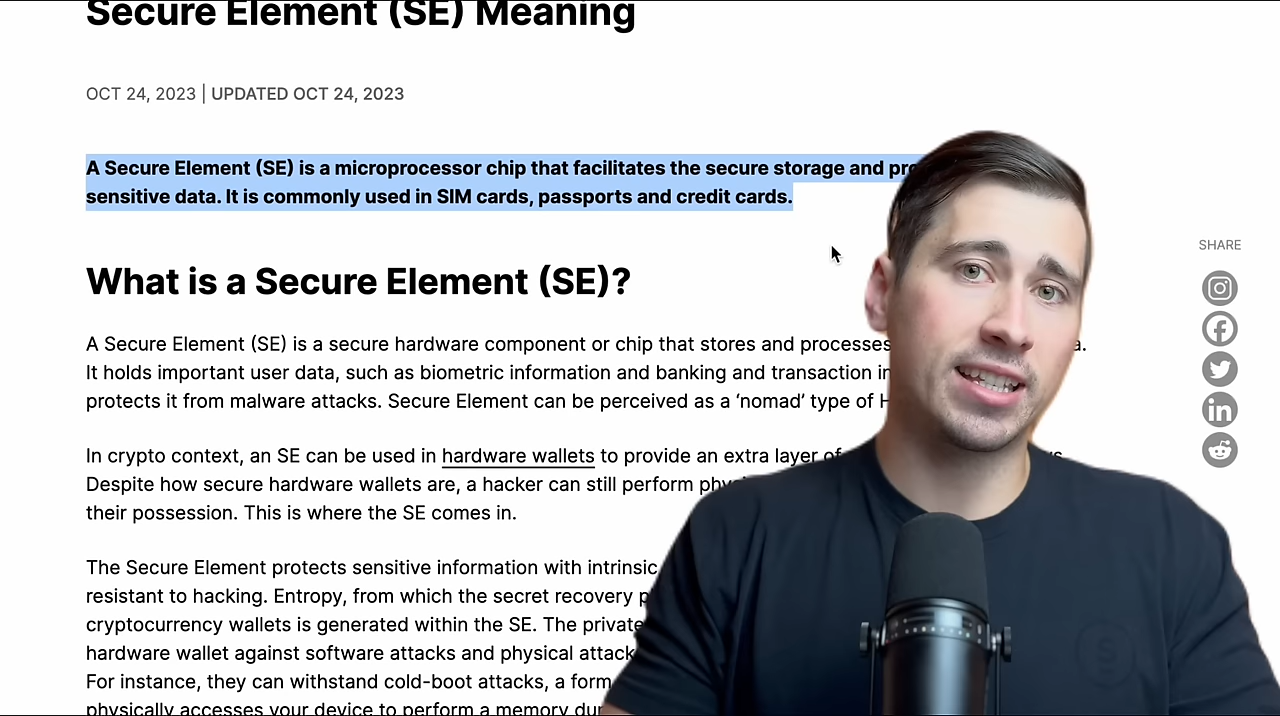 Secure Element (SE) Meaning
OCT 24, 2023 | UPDATED OCT 24, 2023
A Secure Element (SE) is a microprocessor chip that facilitates the secure storage and
sensitive data. It is commonly used in SIM cards, passports and credit cards.
SHARE
What is a Secure Element (SE)?
A Secure Element (SE) is a secure hardware component or chip that stores and processes
It holds important user data, such as biometric information and banking and transaction
protects it from malware attacks. Secure Element can be perceived as a ‘nomad’ type of
In crypto context, an SE can be used in hardware wallets to provide an extra layer of
Despite how secure hardware wallets are, a hacker can still perform
their possession. This is where the SE comes in.
The Secure Element protects sensitive information with intrinsic
resistant to hacking. Entropy, from which the secret recovery
cryptocurrency wallets is generated within the SE. The private
hardware wallet against software attacks and physical
For instance, they can withstand cold-boot attacks, a form
physically accesses your device to perform a memory